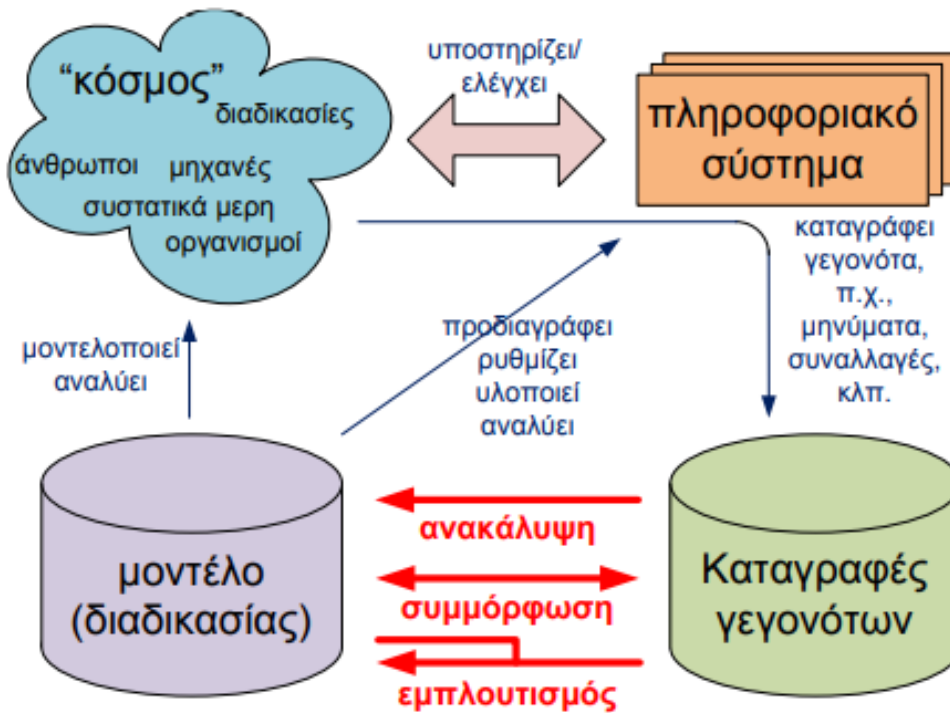 “κόσμος”
διαδικασίες
άνθρωποι μηχανές
συστατικά μερη
οργανισμοί
υποστηρίζει/
ελέγχει
πληροφοριακό
σύστημα
καταγράφει
γεγονότα,
π.χ.,
μηνύματα,
συναλλαγές,
κλπ.
μοντελοποιεί
αναλύει
προδιαγράφει
ρυθμίζει
υλοποιεί
αναλύει
μοντέλο
(διαδικασίας)
ανακάλυψη
συμμόρφωση
εμπλουτισμός
Καταγραφές
γεγονότων